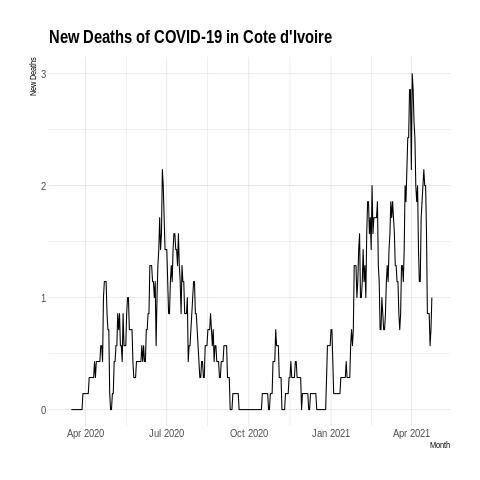 New Deaths of COVID-19 in Cote d'Ivoire
New Deaths
3
2
1
0
Apr 2020 Jul 2020 Oct 2020 Jan 2021 Apr 2021
Month